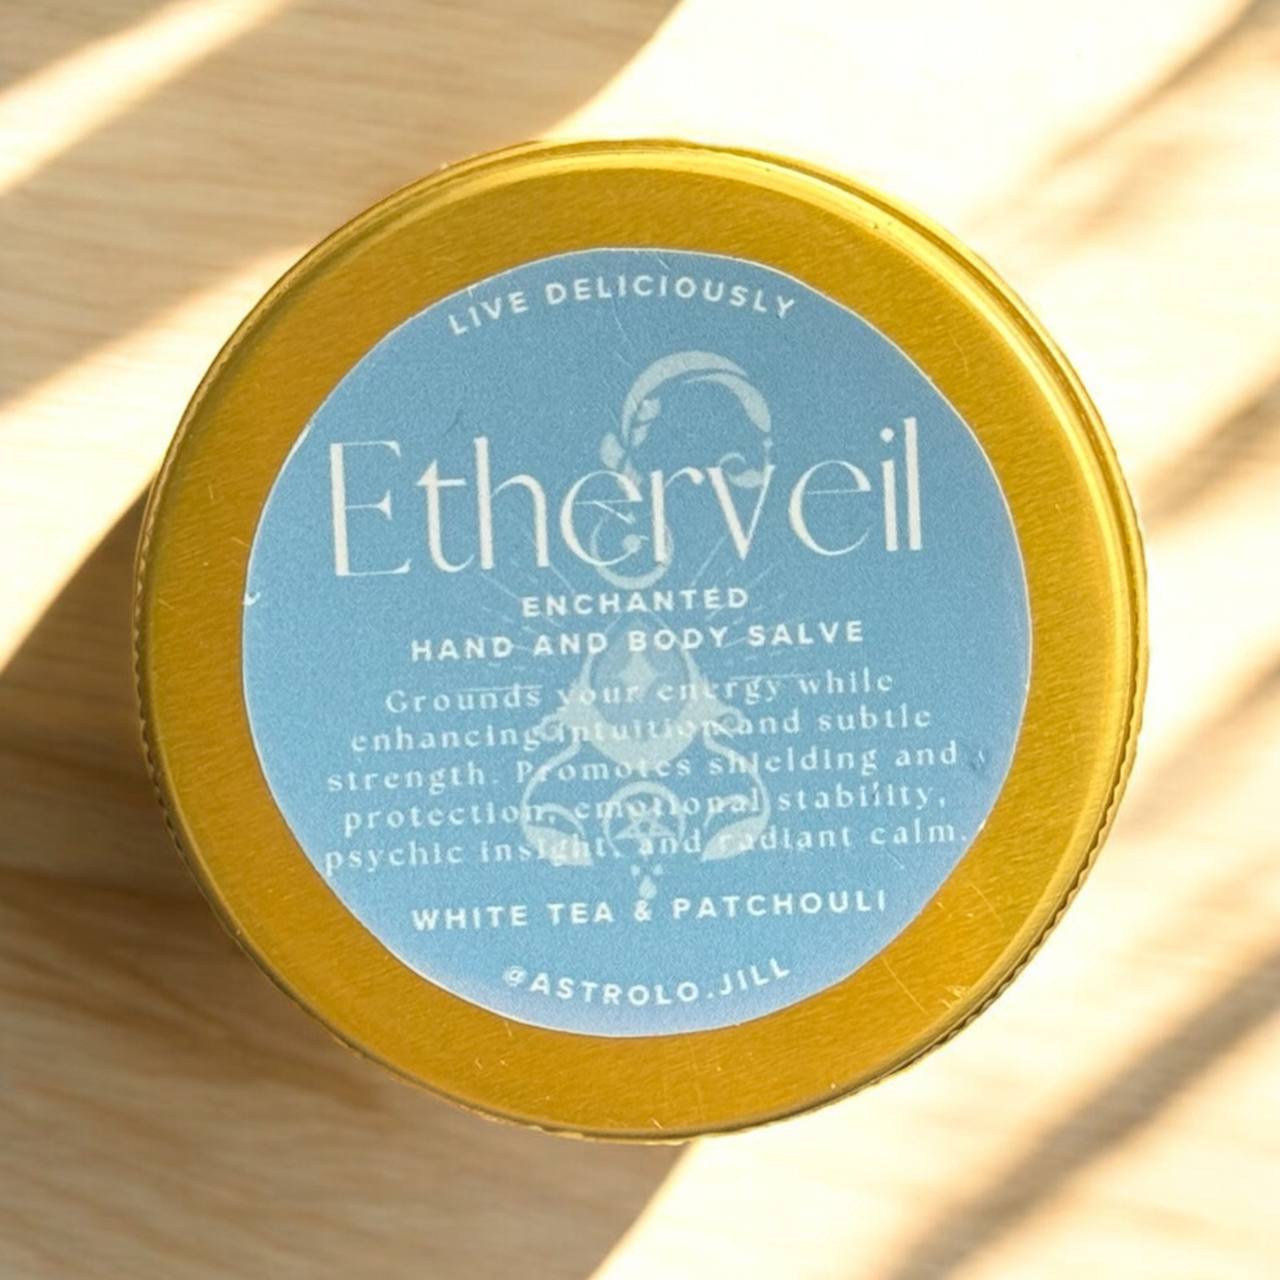 LIVE DELICIOUSLY
Etherveil
ENCHANTED
HAND AND BODY SALVE
Grounds your energy while
enhancing intuition and subtle
strength. Promotes shielding and
protection, emotional stability,
psychic insight, and radiant calm.
WHITE TEA & PATCHOULI
@ASTROLO.JILL